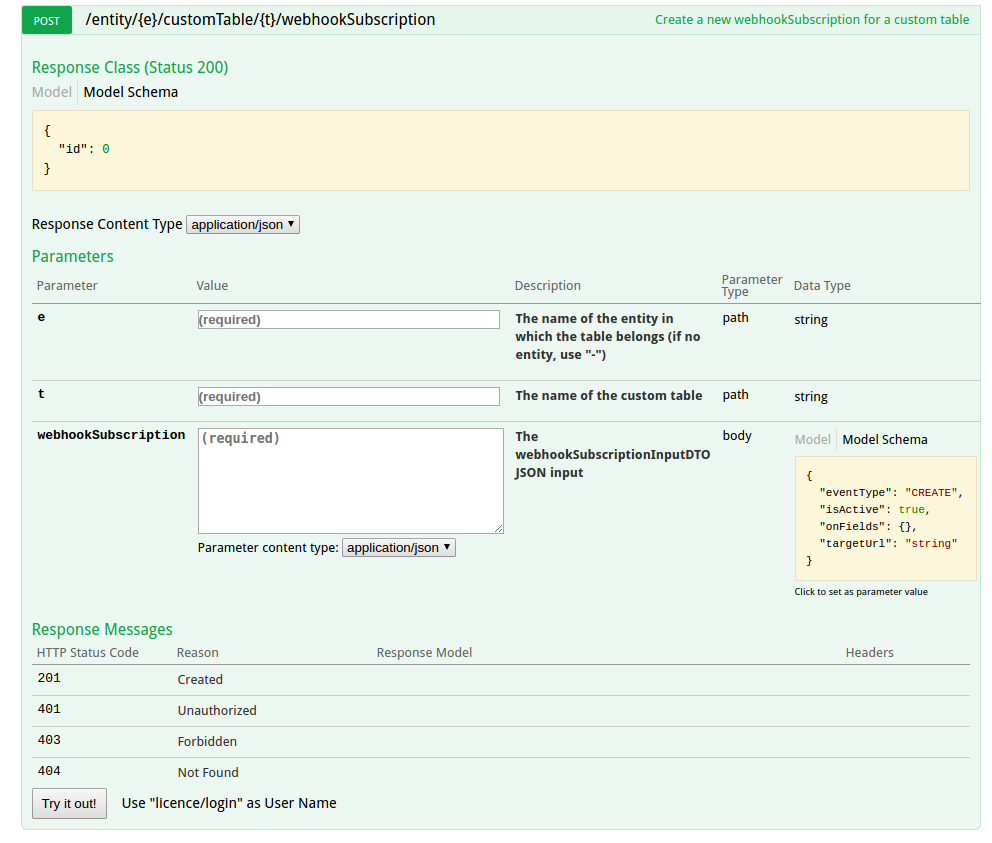 POST /entity/{e}/customTable/{t}/webhookSubscription Create a new webhookSubscription for a custom table
Response Class (Status 200)
Model Model Schema
{
"id": 0
}
Response Content Type application/json ▼
Parameters
Parameter Value Description Parameter Type Data Type
e (required) The name of the entity in which the table belongs (if no entity, use "-") path string
t (required) The name of the custom table path string
webhookSubscription (required) The webhookSubscriptionInputDTO JSON input body Model Model Schema
{
"eventType": "CREATE",
"isActive": true,
"onFields": {},
"targetUrl": "string"
}
Parameter content type: application/json ▼
Click to set as parameter value
Response Messages
HTTP Status Code Reason Response Model Headers
201 Created
401 Unauthorized
403 Forbidden
404 Not Found
Try it out! Use "licence/login" as User Name